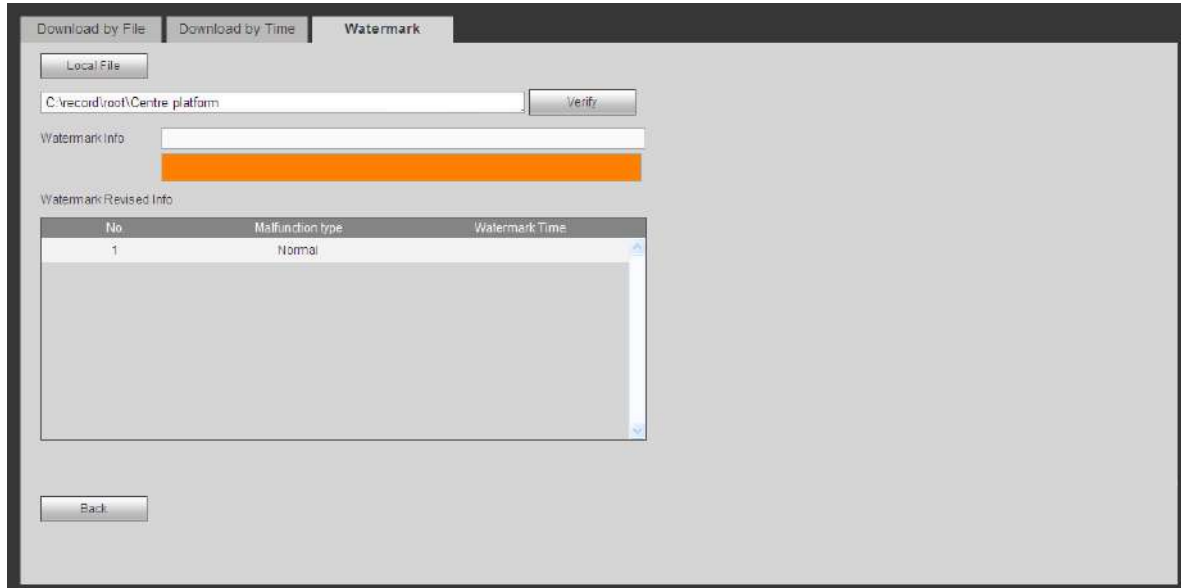 Download by File Download by Time Watermark
Local File
C:\record\root\Centre platform Verify
Watermark Info
Watermark Revised Info
No. Malfunction type Watermark Time
1 Normal
Back